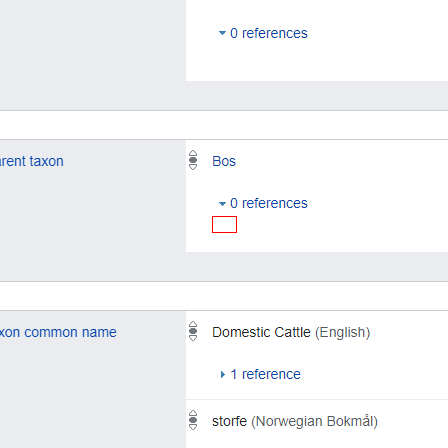 0 references
rent taxon
Bos
0 references
xon common name
Domestic Cattle (English)
1 reference
storfe (Norwegian Bokmål)